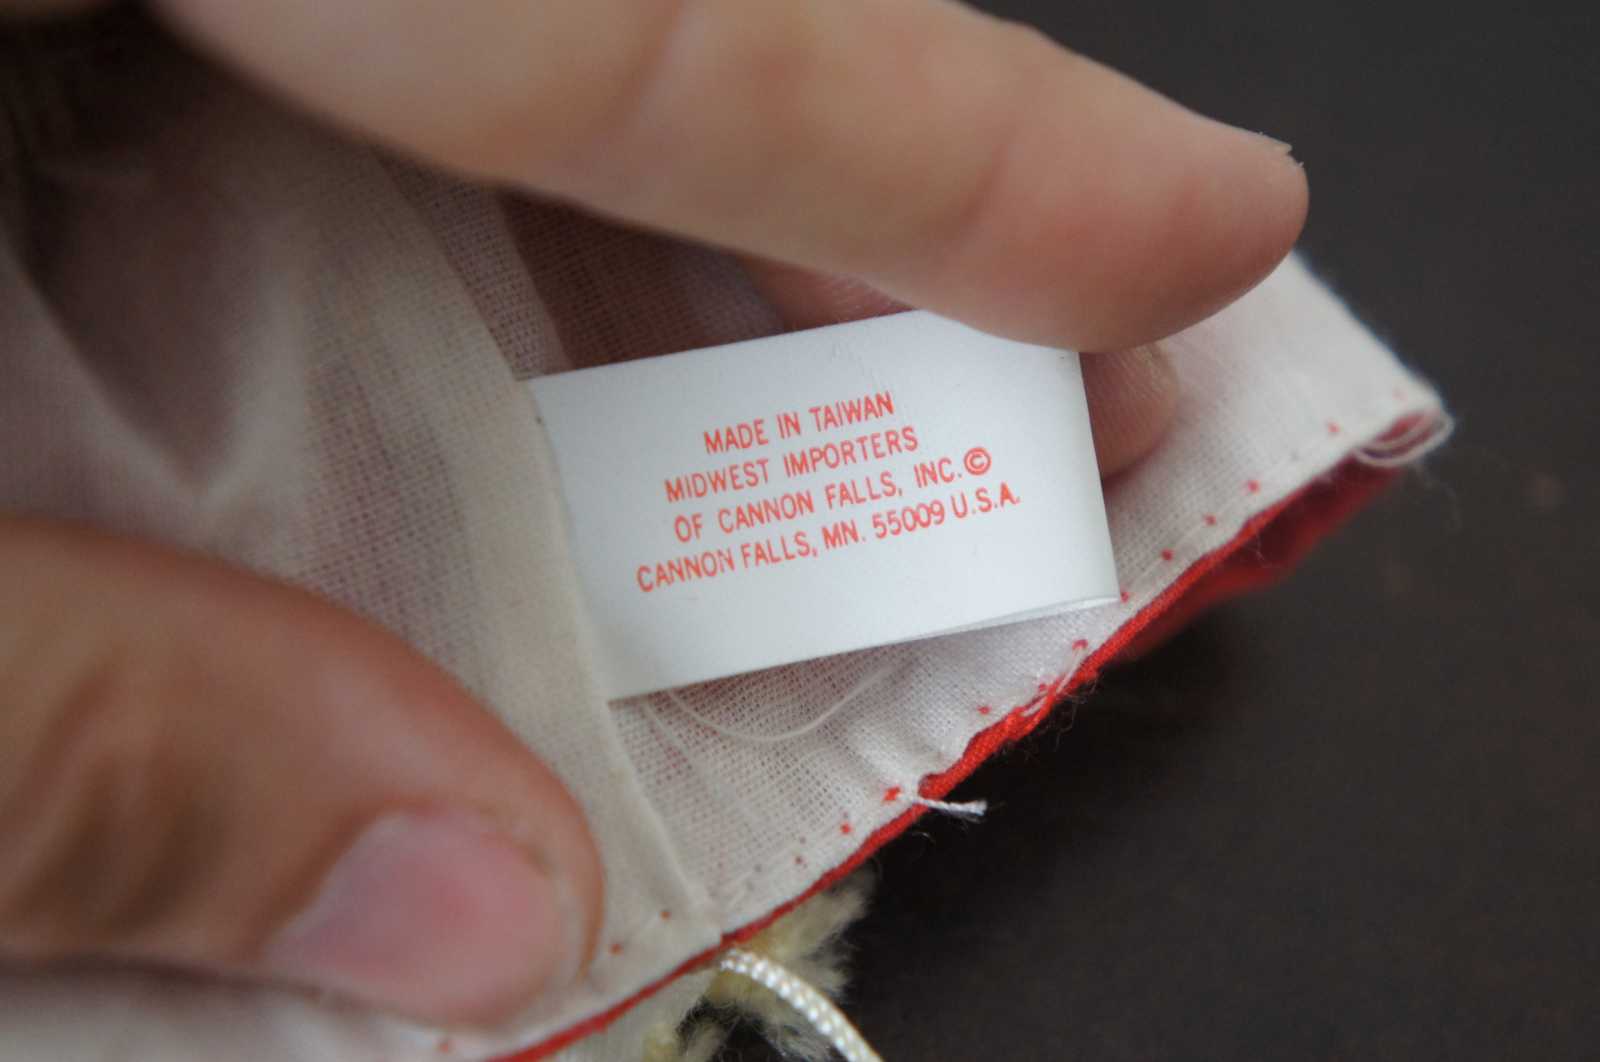 MADE IN TAIWAN
MIDWEST IMPORTERS
OF CANNON FALLS, INC.©
CANNON FALLS, MN. 55009 U.S.A.